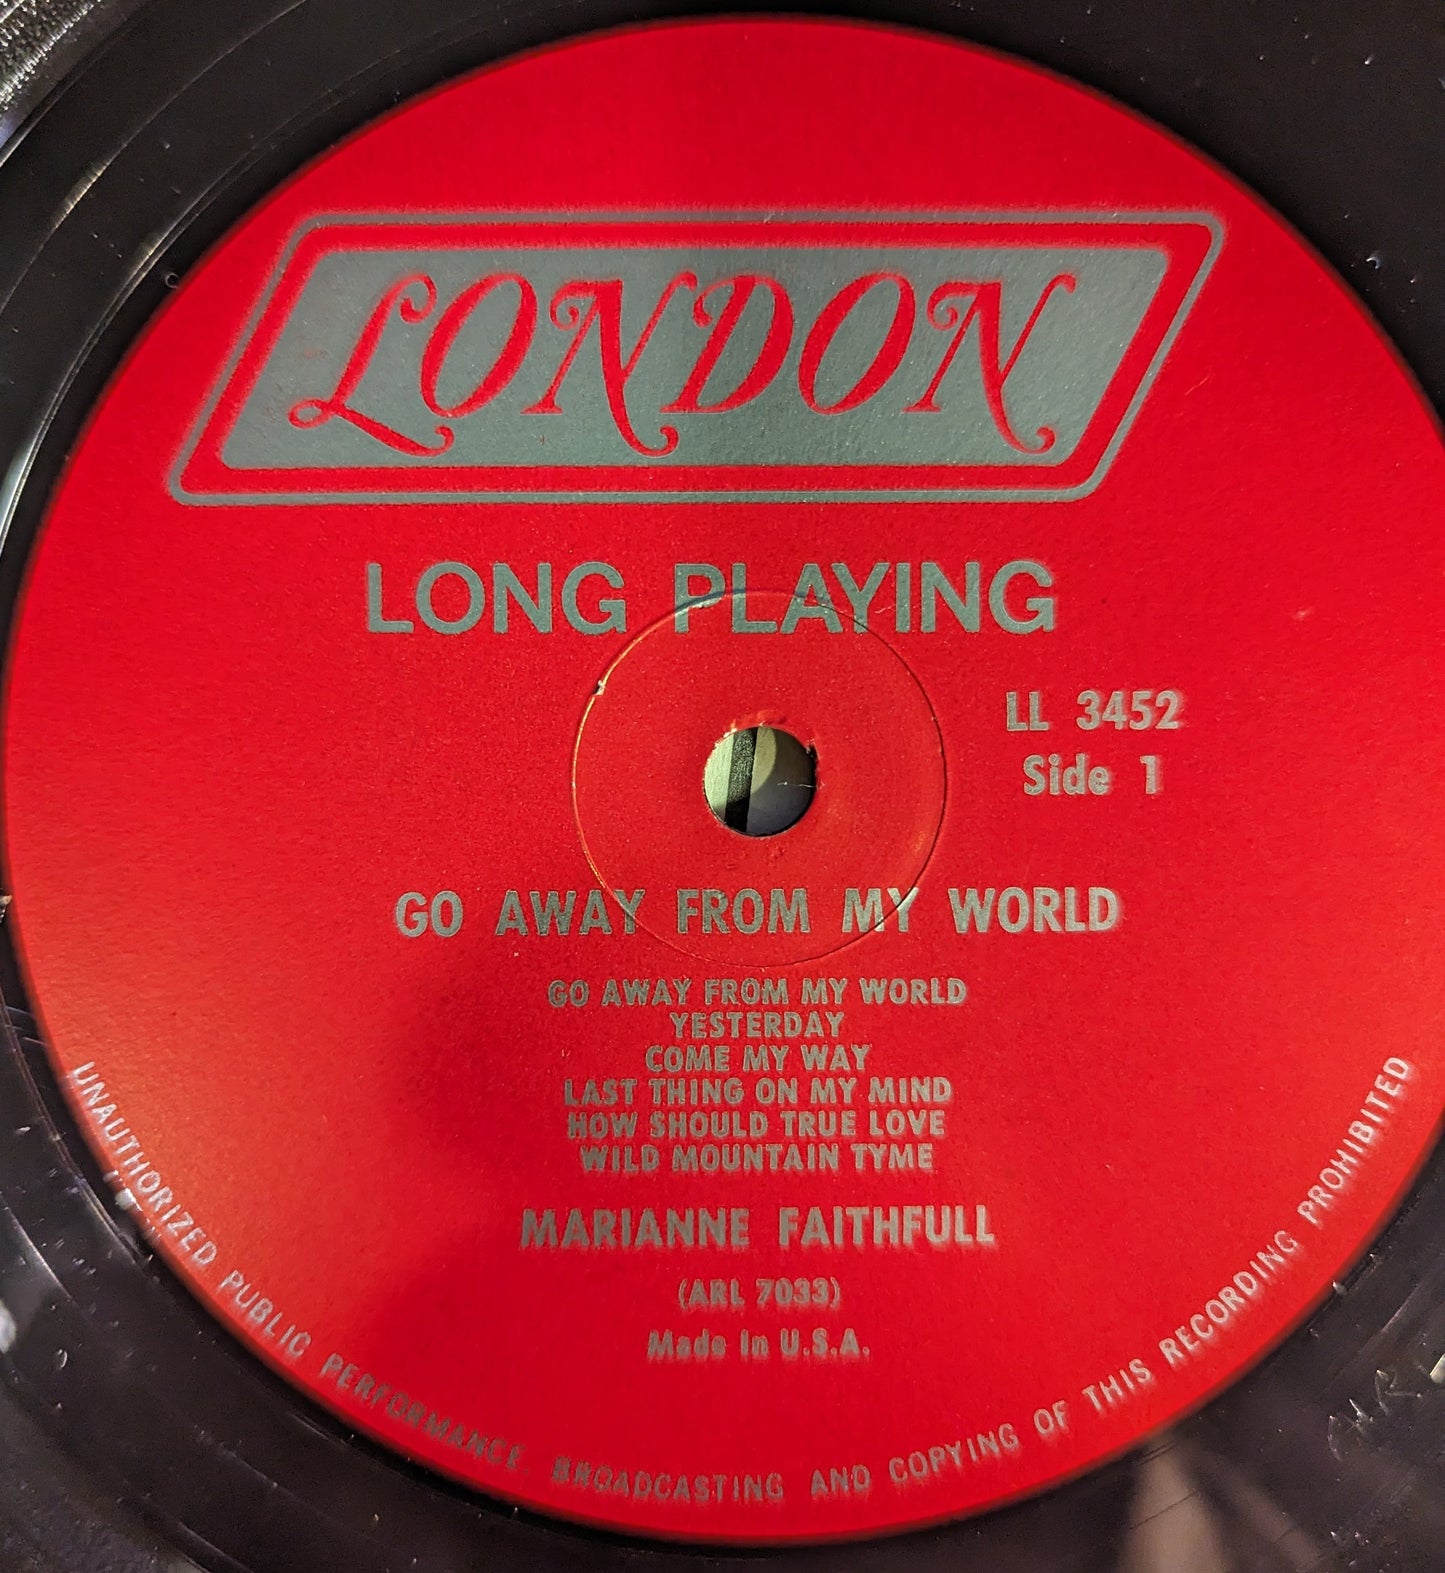 LONDON
LONG PLAYING
LL 3452
Side 1
GO AWAY FROM MY WORLD
GO AWAY FROM MY WORLD
YESTERDAY
COME MY WAY
LAST THING ON MY MIND
HOW SHOULD TRUE LOVE
WILD MOUNTAIN TYME
MARIANNE FAITHFULL
(ARL 7033)
Made In U.S.A.
UNAUTHORIZED PUBLIC PERFORMANCE, BROADCASTING AND COPYING OF THIS RECORDING PROHIBITED